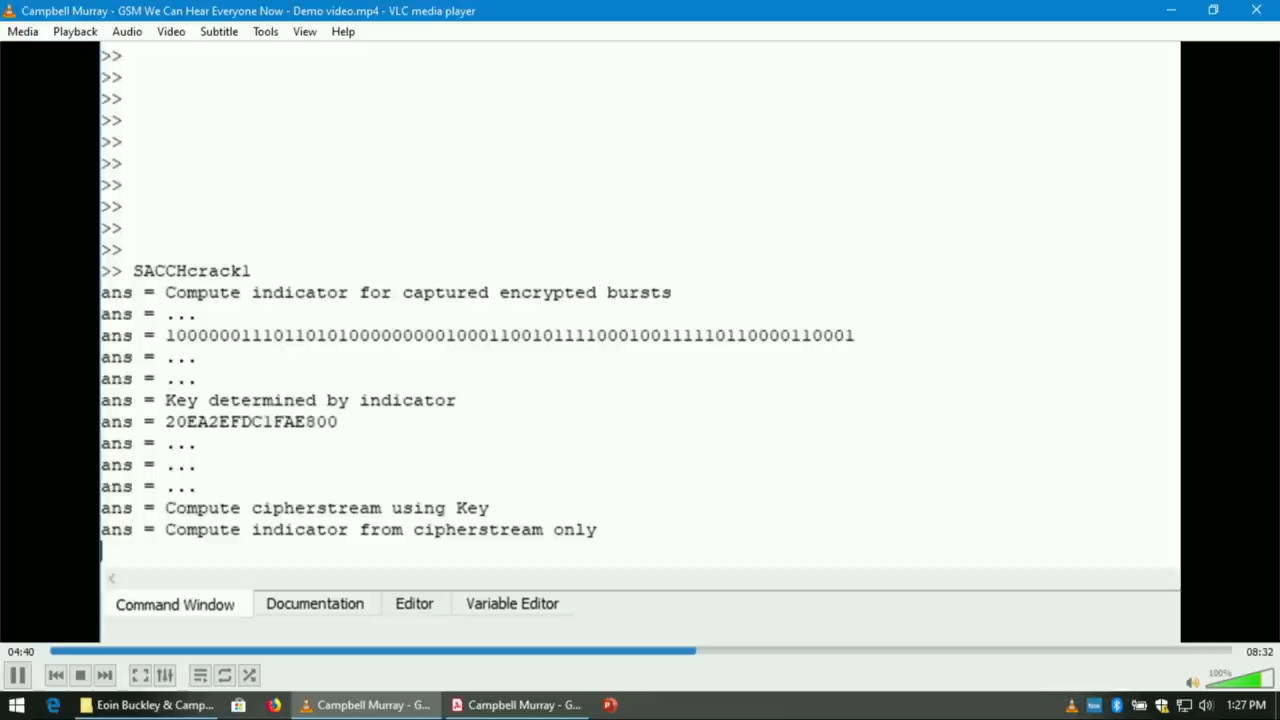 Campbell Murray - GSM We Can Hear Everyone Now - Demo video.mp4 - VLC media player
Media Playback Audio Video Subtitle Tools View Help
>>
>>
>>
>>
>>
>>
>>
>>
>>
>>
>> SACCHcrack1
ans = Compute indicator for captured encrypted bursts
ans = ...
ans = 1000000111011010100000000010001100101111000100111110110000110001
ans = ...
ans = ...
ans = Key determined by indicator
ans = 20EA2EFDC1FAE800
ans = ...
ans = ...
ans = ...
ans = Compute cipherstream using Key
ans = Compute indicator from cipherstream only
Command Window Documentation Editor Variable Editor
04:40 08:32
100%
Eoin Buckley & Camp... Campbell Murray - G... Campbell Murray - G... 1:27 PM